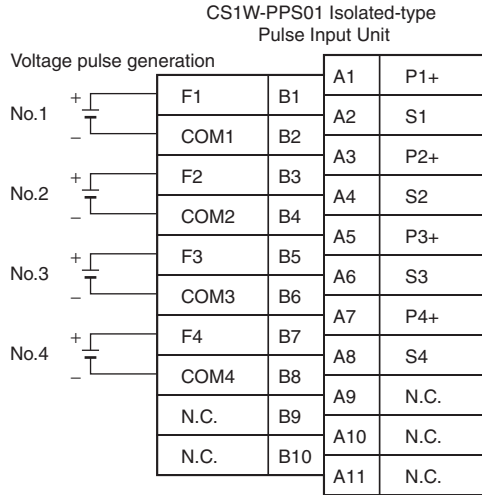 CS1W-PPS01 Isolated-type
Pulse Input Unit
Voltage pulse generation
No.1
+
−
No.2
+
−
No.3
+
−
No.4
+
−
F1 B1
COM1 B2
F2 B3
COM2 B4
F3 B5
COM3 B6
F4 B7
COM4 B8
N.C. B9
N.C. B10
A1 P1+
A2 S1
A3 P2+
A4 S2
A5 P3+
A6 S3
A7 P4+
A8 S4
A9 N.C.
A10 N.C.
A11 N.C.